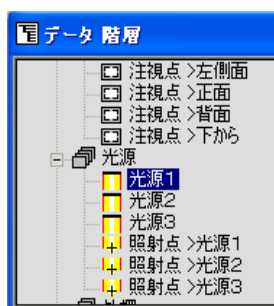 データ 階層
注視点 >左側面
注視点 >正面
注視点 >背面
注視点 >下から
光源
光源1
光源2
光源3
照射点 >光源1
照射点 >光源2
照射点 >光源3